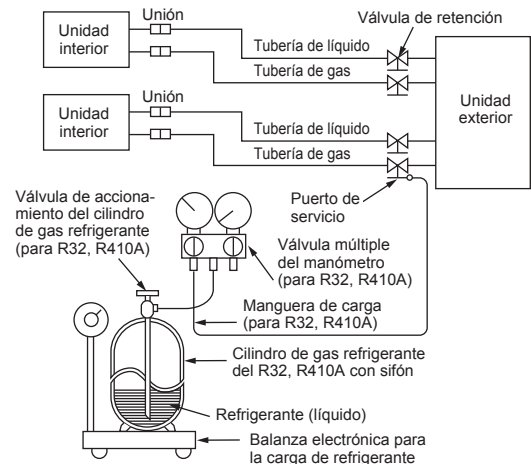 Unidad
interior
Unión
Tubería de líquido
Tubería de gas
Válvula de retención
Unidad
exterior
Unidad
interior
Unión
Tubería de líquido
Tubería de gas
Puerto de
servicio
Válvula de acciona-
miento del cilindro
de gas refrigerante
(para R32, R410A)
Válvula múltiple
del manómetro
(para R32, R410A)
Manguera de carga
(para R32, R410A)
Cilindro de gas refrigerante
del R32, R410A con sifón
Refrigerante (líquido)
Balanza electrónica para
la carga de refrigerante